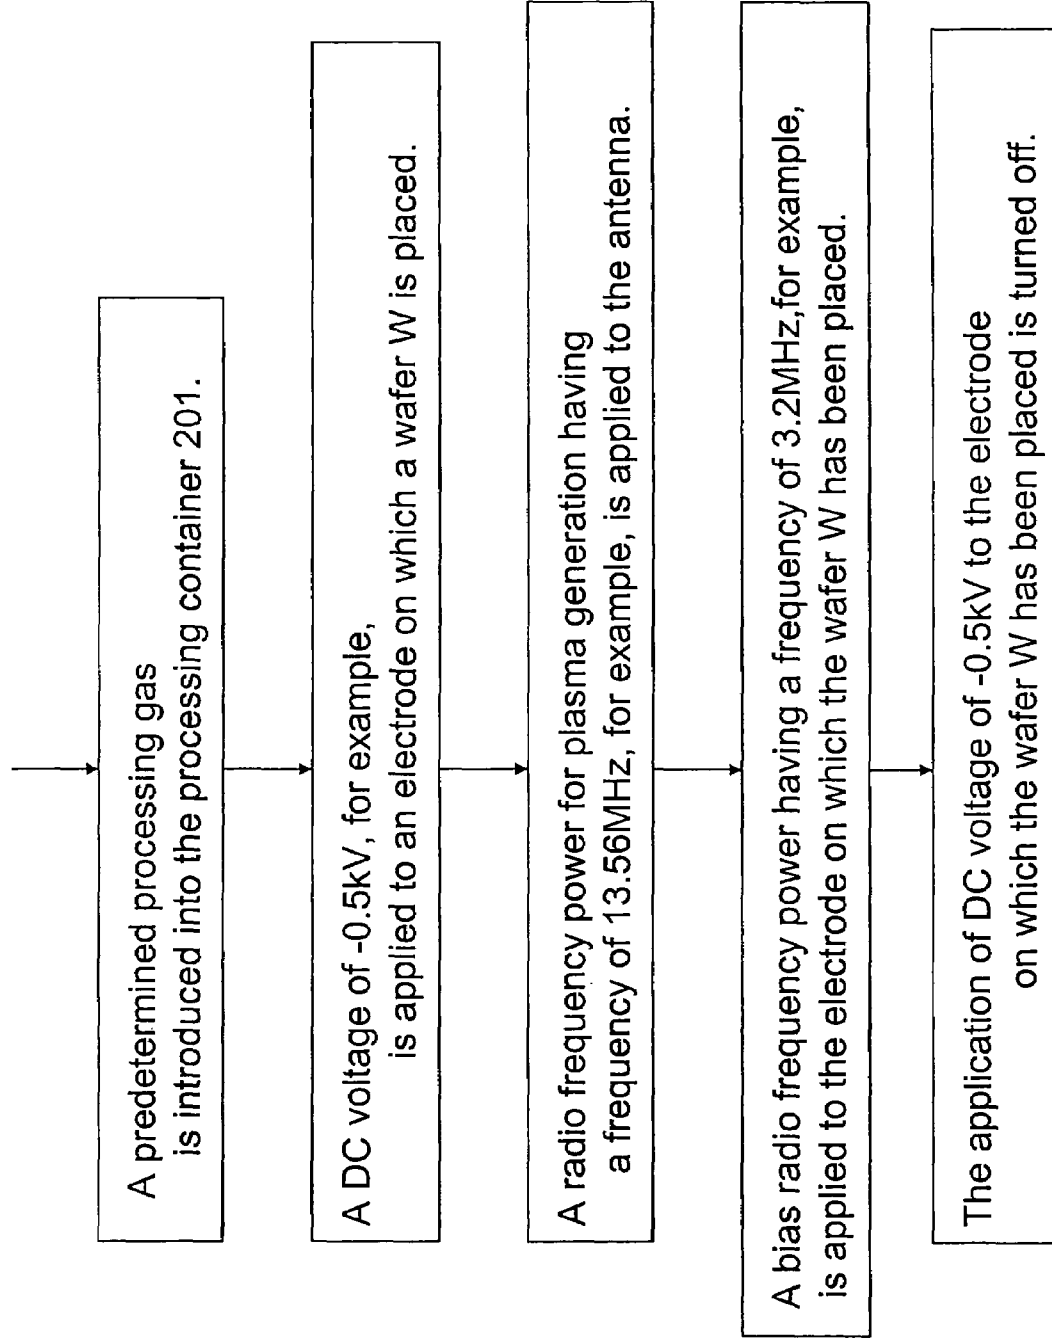 A predetermined processing gas
is introduced into the processing container 201.
A DC voltage of -0.5kV, for example,
is applied to an electrode on which a wafer W is placed.
A radio frequency power for plasma generation having
a frequency of 13.56MHz, for example, is applied to the antenna.
A bias radio frequency power having a frequency of 3.2MHz,for example,
is applied to the electrode on which the wafer W has been placed.
The application of DC voltage of -0.5kV to the electrode
on which the wafer W has been placed is turned off.